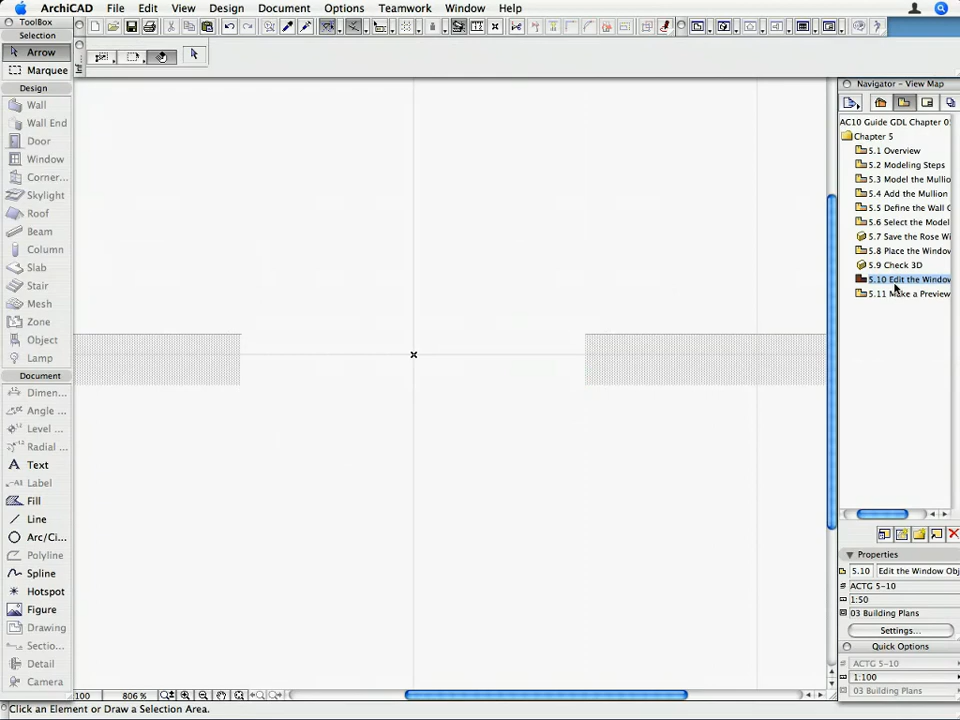 ArchiCAD File Edit View Design Document Options Teamwork Window Help
ToolBox
Selection
Arrow
Marquee
Design
Wall
Wall End
Door
Window
Corner...
Skylight
Roof
Beam
Column
Slab
Stair
Mesh
Zone
Object
Lamp
Document
Dimen...
Angle ...
Level ...
Radial ...
Text
Label
Fill
Line
Arc/Ci...
Polyline
Spline
Hotspot
Figure
Drawing
Sectio...
Detail
Camera
Navigator - View Map
AC10 Guide GDL Chapter 0
Chapter 5
5.1 Overview
5.2 Modeling Steps
5.3 Model the Mullio
5.4 Add the Mullion
5.5 Define the Wall
5.6 Select the Model
5.7 Save the Rose Wi
5.8 Place the Window
5.9 Check 3D
5.10 Edit the Window
5.11 Make a Preview
Properties
5.10 Edit the Window Obj
ACTG 5-10
1:50
03 Building Plans
Settings...
Quick Options
ACTG 5-10
1:100
03 Building Plans
100 806 %
Click an Element or Draw a Selection Area.